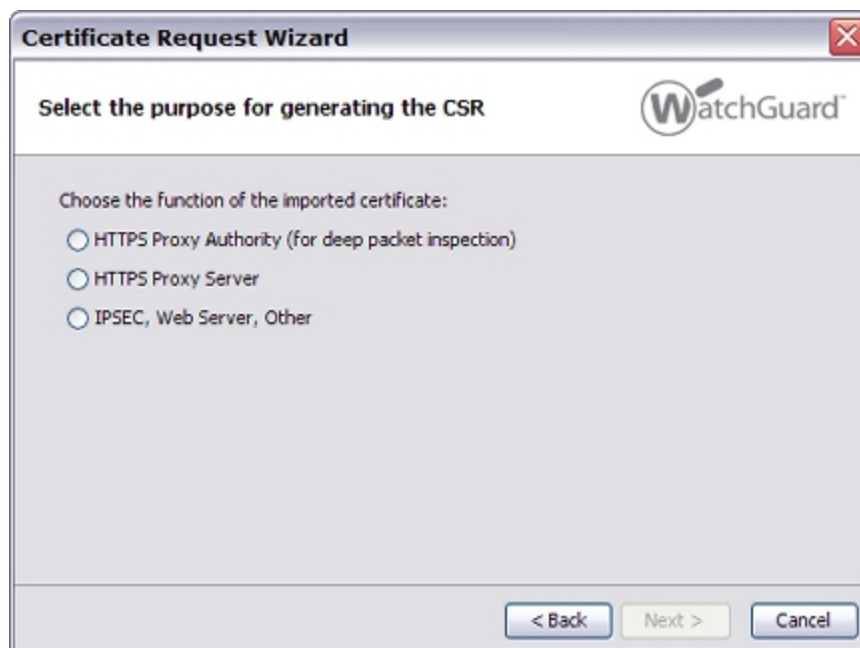 Certificate Request Wizard
Select the purpose for generating the CSR
WatchGuard™
Choose the function of the imported certificate:
HTTPS Proxy Authority (for deep packet inspection)
HTTPS Proxy Server
IPSEC, Web Server, Other
< Back Next > Cancel